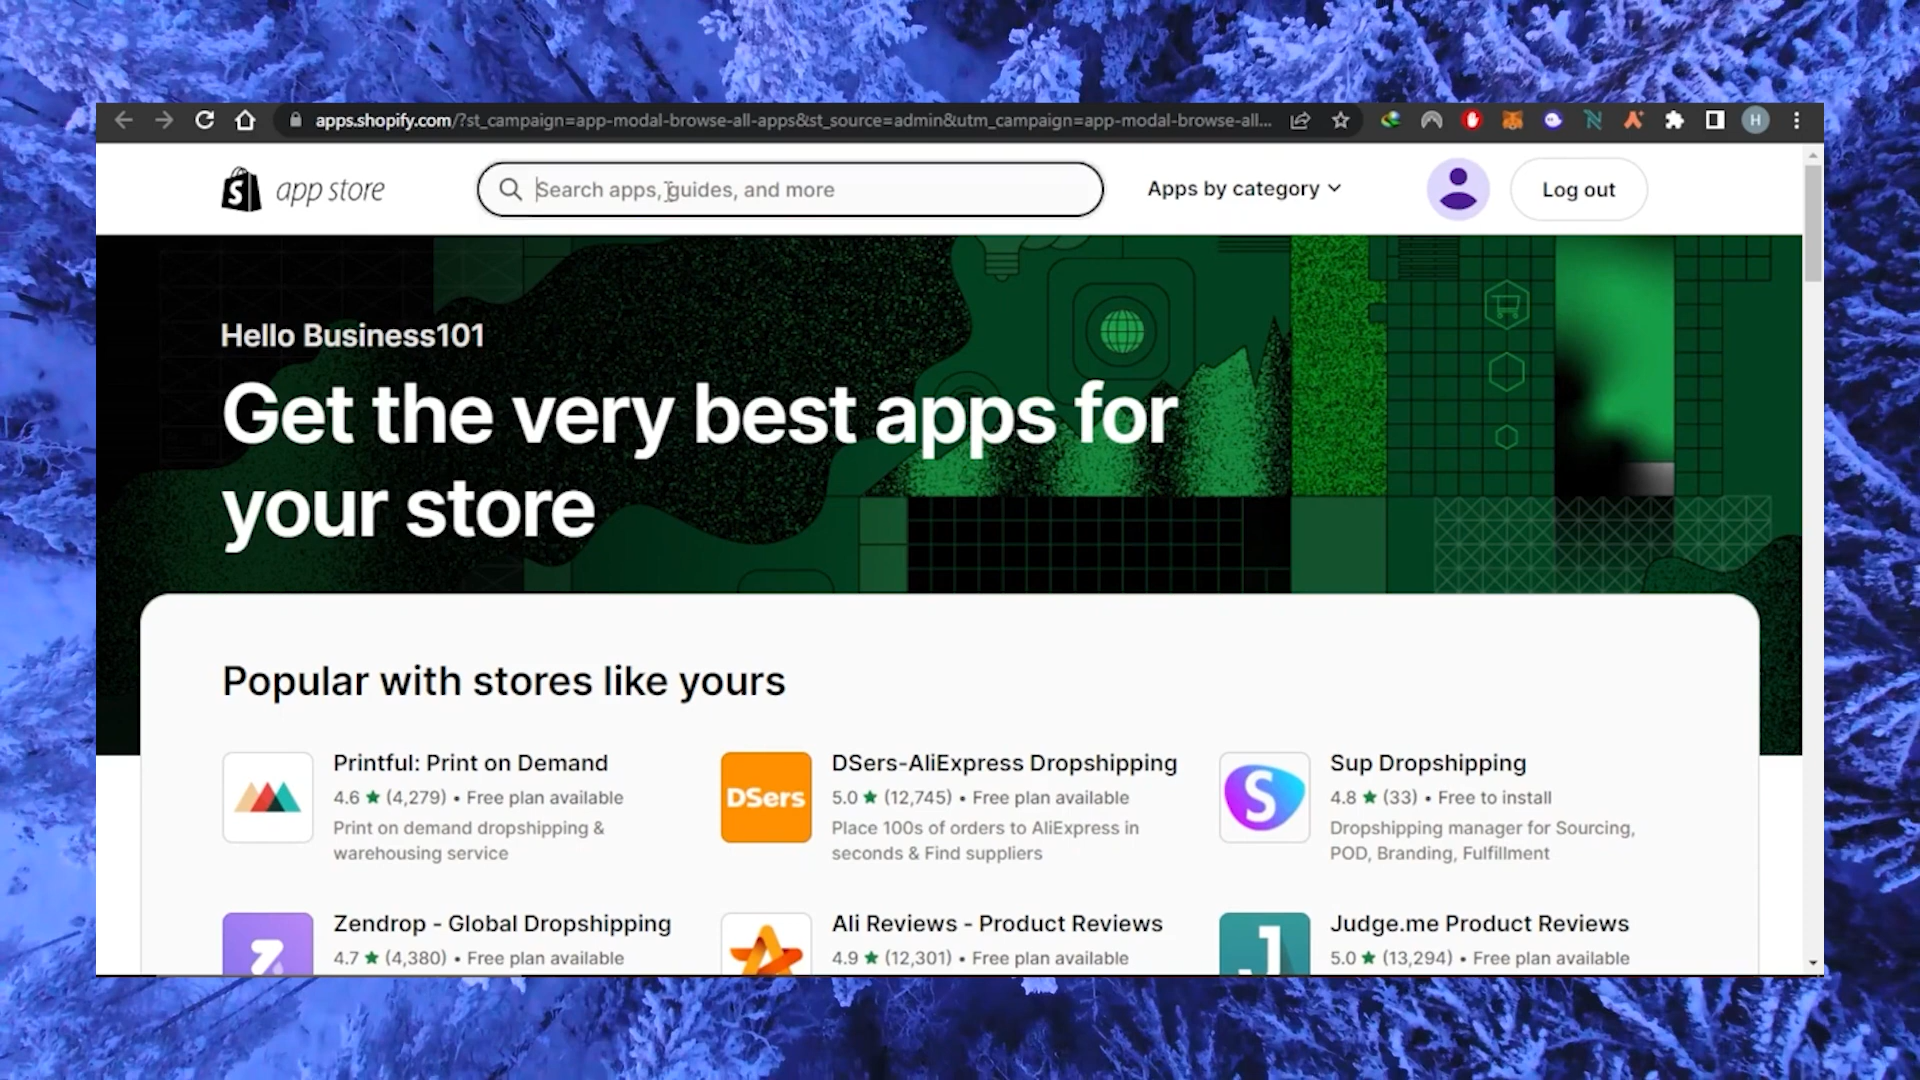 apps.shopify.com/?st_campaign=app-modal-browse-all-apps&st_source=admin&utm_campaign=app-modal-browse-all...
H
S app store
Search apps, guides, and more
Apps by category
Log out
Hello Business101
Get the very best apps for
your store
Popular with stores like yours
Printful: Print on Demand
4.6 ★ (4,279) • Free plan available
Print on demand dropshipping &
warehousing service
DSers
DSers-AliExpress Dropshipping
5.0 ★ (12,745) • Free plan available
Place 100s of orders to AliExpress in
seconds & Find suppliers
S
Sup Dropshipping
4.8 ★ (33) • Free to install
Dropshipping manager for Sourcing,
POD, Branding, Fulfillment
Z
Zendrop - Global Dropshipping
4.7 ★ (4,380) • Free plan available
Ali Reviews - Product Reviews
4.9 ★ (12,301) • Free plan available
J
Judge.me Product Reviews
5.0 ★ (13,294) • Free plan available